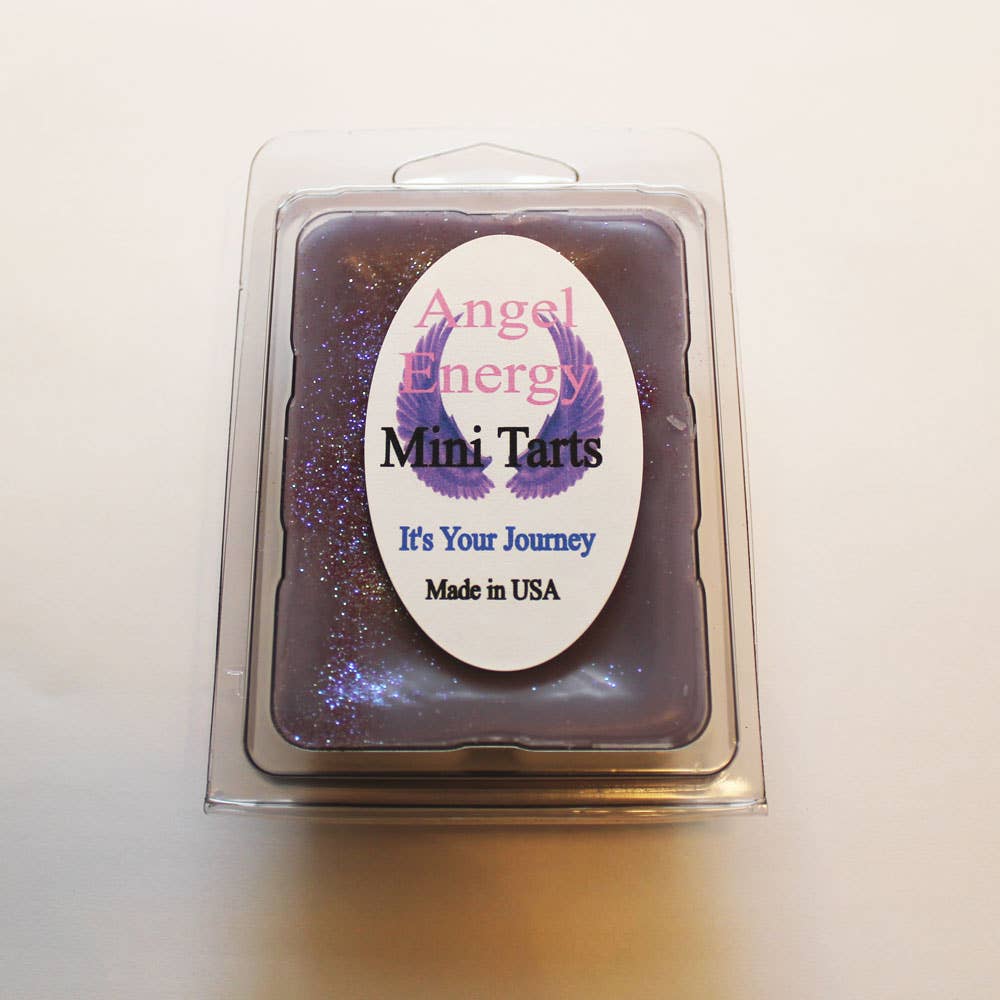 Angel
Energy
Mini Tarts
It's Your Journey
Made in USA